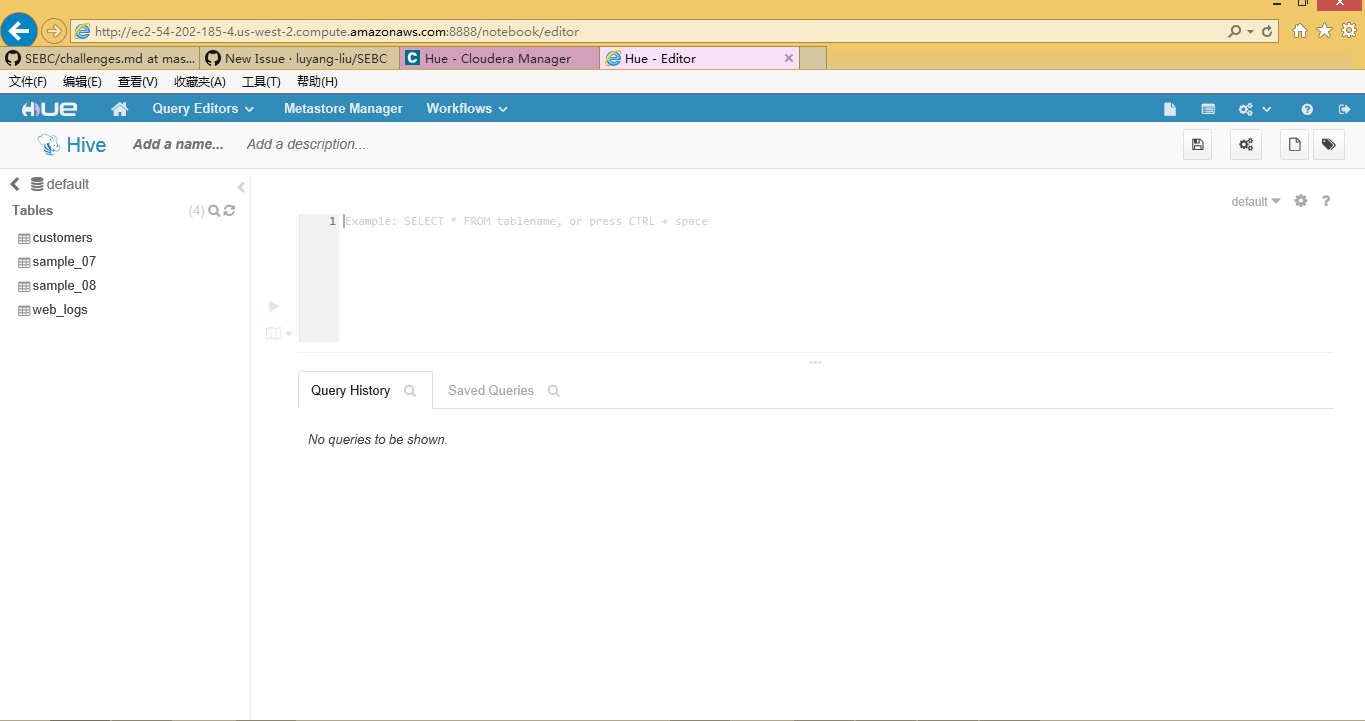 http://ec2-54-202-185-4.us-west-2.compute.amazonaws.com:8888/notebook/editor
SEBC/challenges.md at mas... New Issue · luyang-liu/SEBC C Hue - Cloudera Manager Hue - Editor
文件(F) 编辑(E) 查看(V) 收藏夹(A) 工具(T) 帮助(H)
HUE Query Editors Metastore Manager Workflows
Hive Add a name... Add a description...
default
Tables (4)
customers
sample_07
sample_08
web_logs
default ?
1 Example: SELECT * FROM tablename, or press CTRL + space
Query History Saved Queries
No queries to be shown.